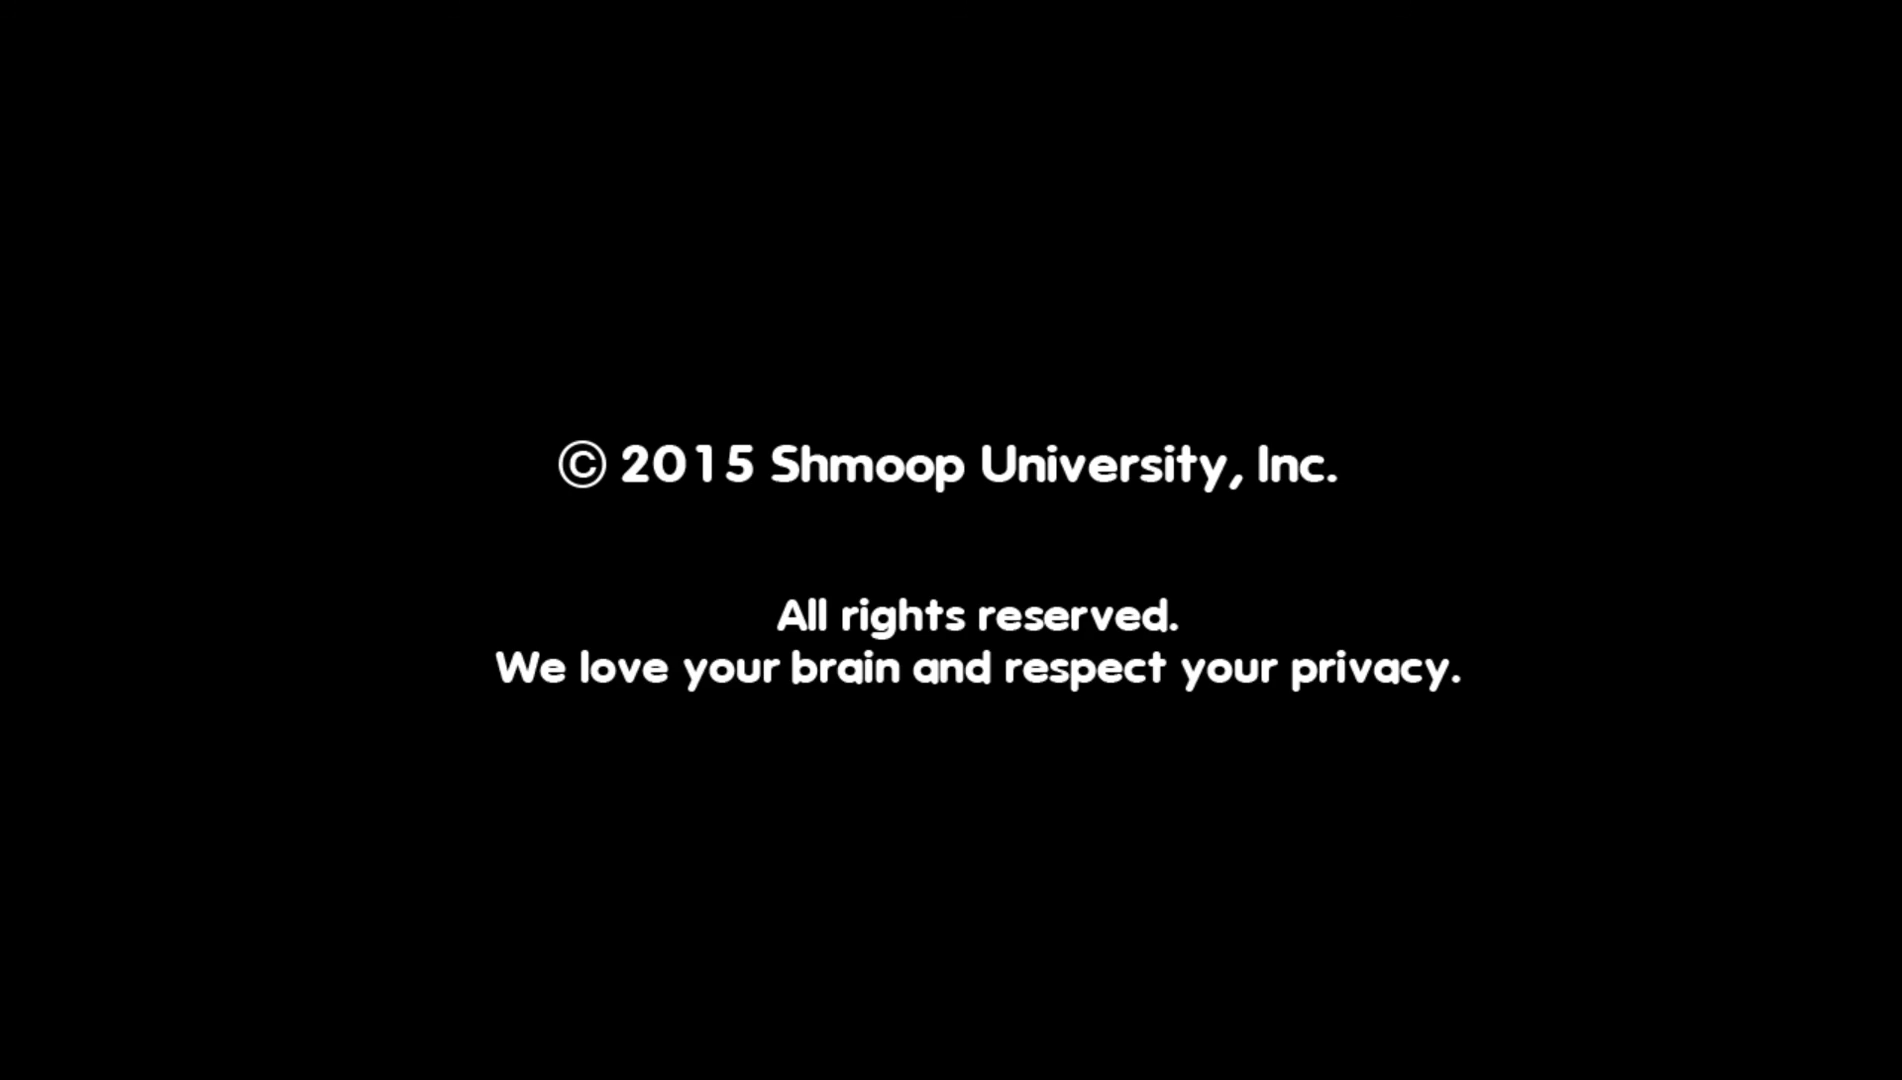 © 2015 Shmoop University, Inc.
All rights reserved.
We love your brain and respect your privacy.